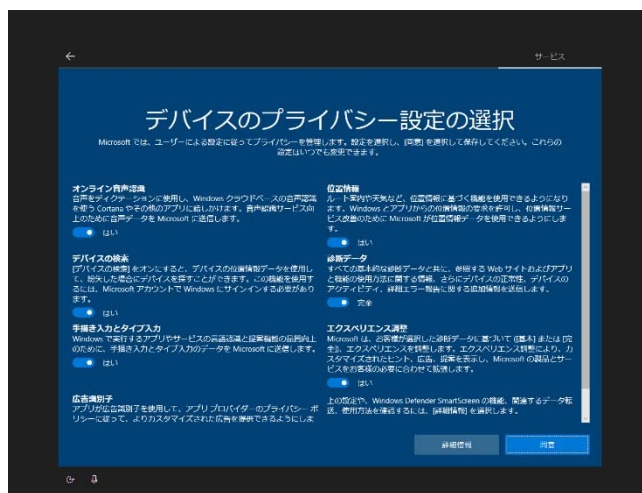 サービス
デバイスのプライバシー設定の選択
Microsoft では、ユーザーによる設定に従ってプライバシーを管理します。設定を選択し、[同意] を選択して保存してください。これらの
設定はいつでも変更できます。
オンライン音声認識
音声をディクテーションに使用し、Windows クラウドベースの音声認識
を使う Cortana やその他のアプリに話しかけます。音声認識サービス向
上のために音声データを Microsoft に送信します。
はい
デバイスの検索
[デバイスの検索] をオンにすると、デバイスの位置情報データを使用し
て、紛失した場合にデバイスを探すことができます。この機能を使用す
るには、Microsoft アカウントで Windows にサインインする必要があり
ます。
はい
手書き入力とタイプ入力
Windows で実行するアプリやサービスの言語認識と提案機能の品質向上
のために、手書き入力とタイプ入力のデータを Microsoft に送信します。
はい
広告識別子
アプリが広告識別子を使用して、アプリ プロバイダーのプライバシー ポ
リシーに従って、よりカスタマイズされた広告を提供できるようにしま
位置情報
ルート案内や天気など、位置情報に基づく機能を使用できるようになり
ます。Windows とアプリからの位置情報の要求を許可し、位置情報サー
ビス改善のために Microsoft が位置情報データを使用できるようにしま
す。
はい
診断データ
すべての基本的な診断データと共に、参照する Web サイトおよびアプリ
と機能の使用方法に関する情報、さらにデバイスの正常性、デバイスの
アクティビティ、詳細エラー報告に関する追加情報を送信します。
完全
エクスペリエンス調整
Microsoft は、お客様が選択した診断データに基づいて ([基本] または [完
全])、エクスペリエンスを調整します。エクスペリエンス調整により、カ
スタマイズされたヒント、広告、提案を表示し、Microsoft の製品とサー
ビスをお客様の必要に合わせて拡張します。
はい
上の設定や、Windows Defender SmartScreen の機能、関連するデータ転
送、使用方法を確認するには、[詳細情報] を選択します。
詳細情報
同意